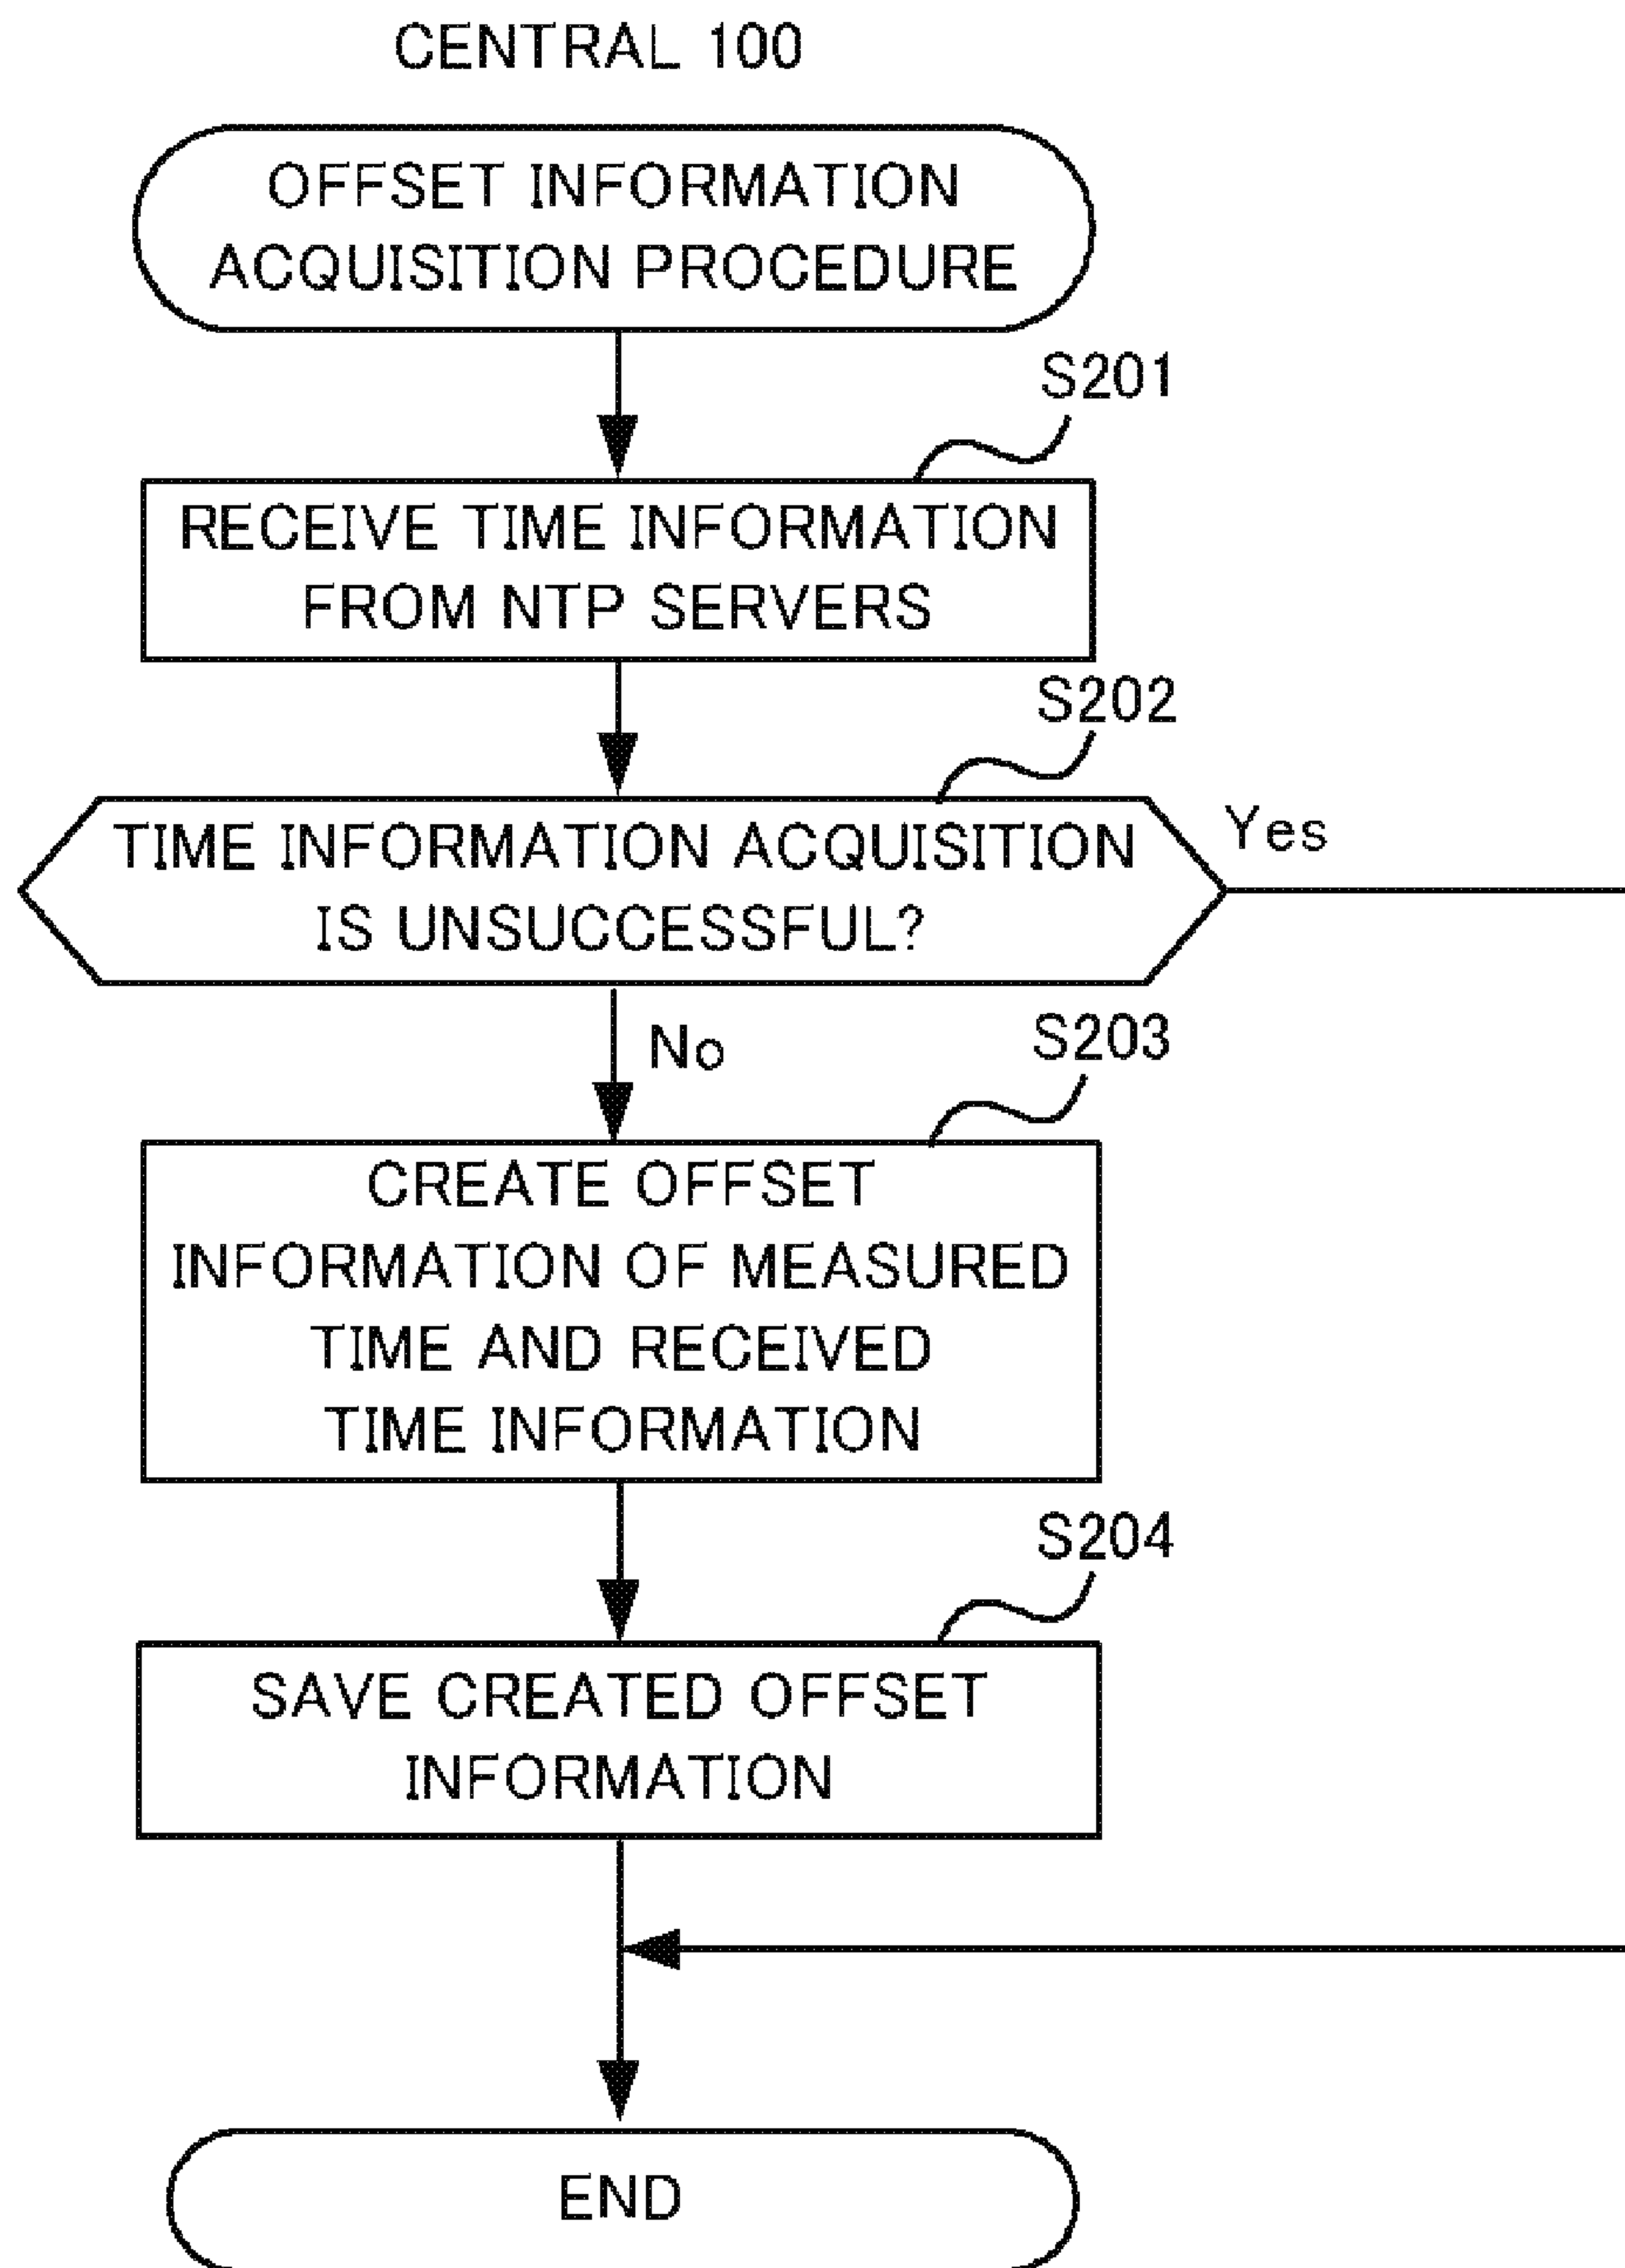 CENTRAL 100
OFFSET INFORMATION
ACQUISITION PROCEDURE
S201
RECEIVE TIME INFORMATION
FROM NTP SERVERS
S202
TIME INFORMATION ACQUISITION
IS UNSUCCESSFUL?
Yes
No
S203
CREATE OFFSET
INFORMATION OF MEASURED
TIME AND RECEIVED
TIME INFORMATION
S204
SAVE CREATED OFFSET
INFORMATION
END